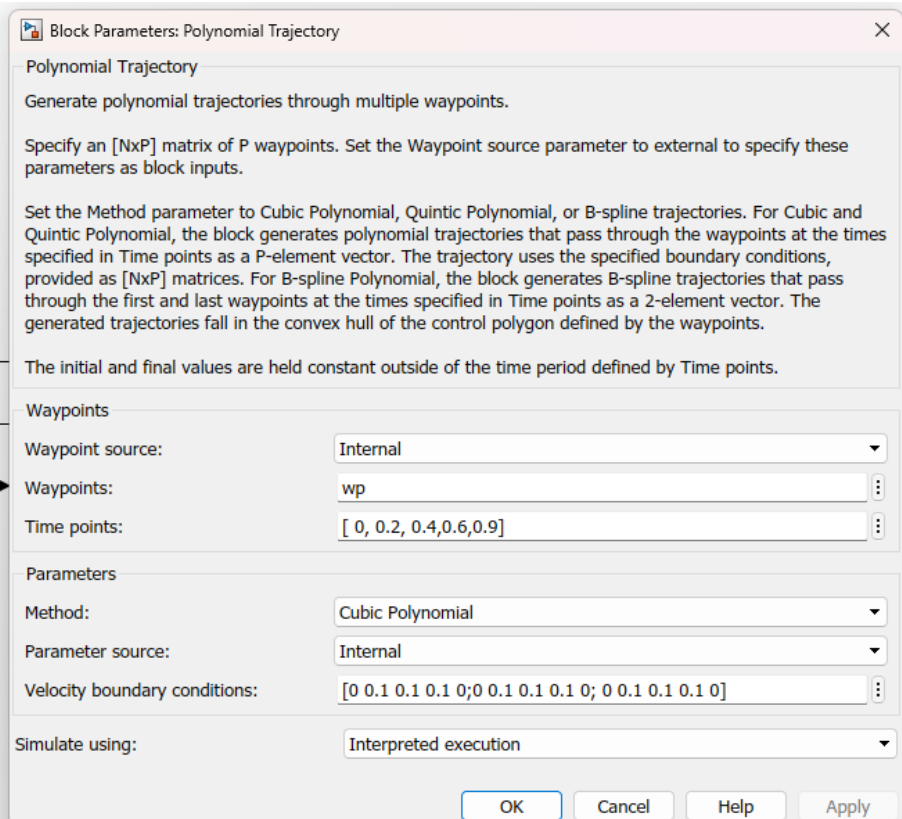 Block Parameters: Polynomial Trajectory
Polynomial Trajectory
Generate polynomial trajectories through multiple waypoints.
Specify an [NxP] matrix of P waypoints. Set the Waypoint source parameter to external to specify these
parameters as block inputs.
Set the Method parameter to Cubic Polynomial, Quintic Polynomial, or B-spline trajectories. For Cubic and
Quintic Polynomial, the block generates polynomial trajectories that pass through the waypoints at the times
specified in Time points as a P-element vector. The trajectory uses the specified boundary conditions,
provided as [NxP] matrices. For B-spline Polynomial, the block generates B-spline trajectories that pass
through the first and last waypoints at the times specified in Time points as a 2-element vector. The
generated trajectories fall in the convex hull of the control polygon defined by the waypoints.
The initial and final values are held constant outside of the time period defined by Time points.
Waypoints
Waypoint source: Internal
Waypoints: wp
Time points: [ 0, 0.2, 0.4,0.6,0.9]
Parameters
Method: Cubic Polynomial
Parameter source: Internal
Velocity boundary conditions: [0 0.1 0.1 0.1 0;0 0.1 0.1 0.1 0; 0 0.1 0.1 0.1 0]
Simulate using: Interpreted execution
OK Cancel Help Apply